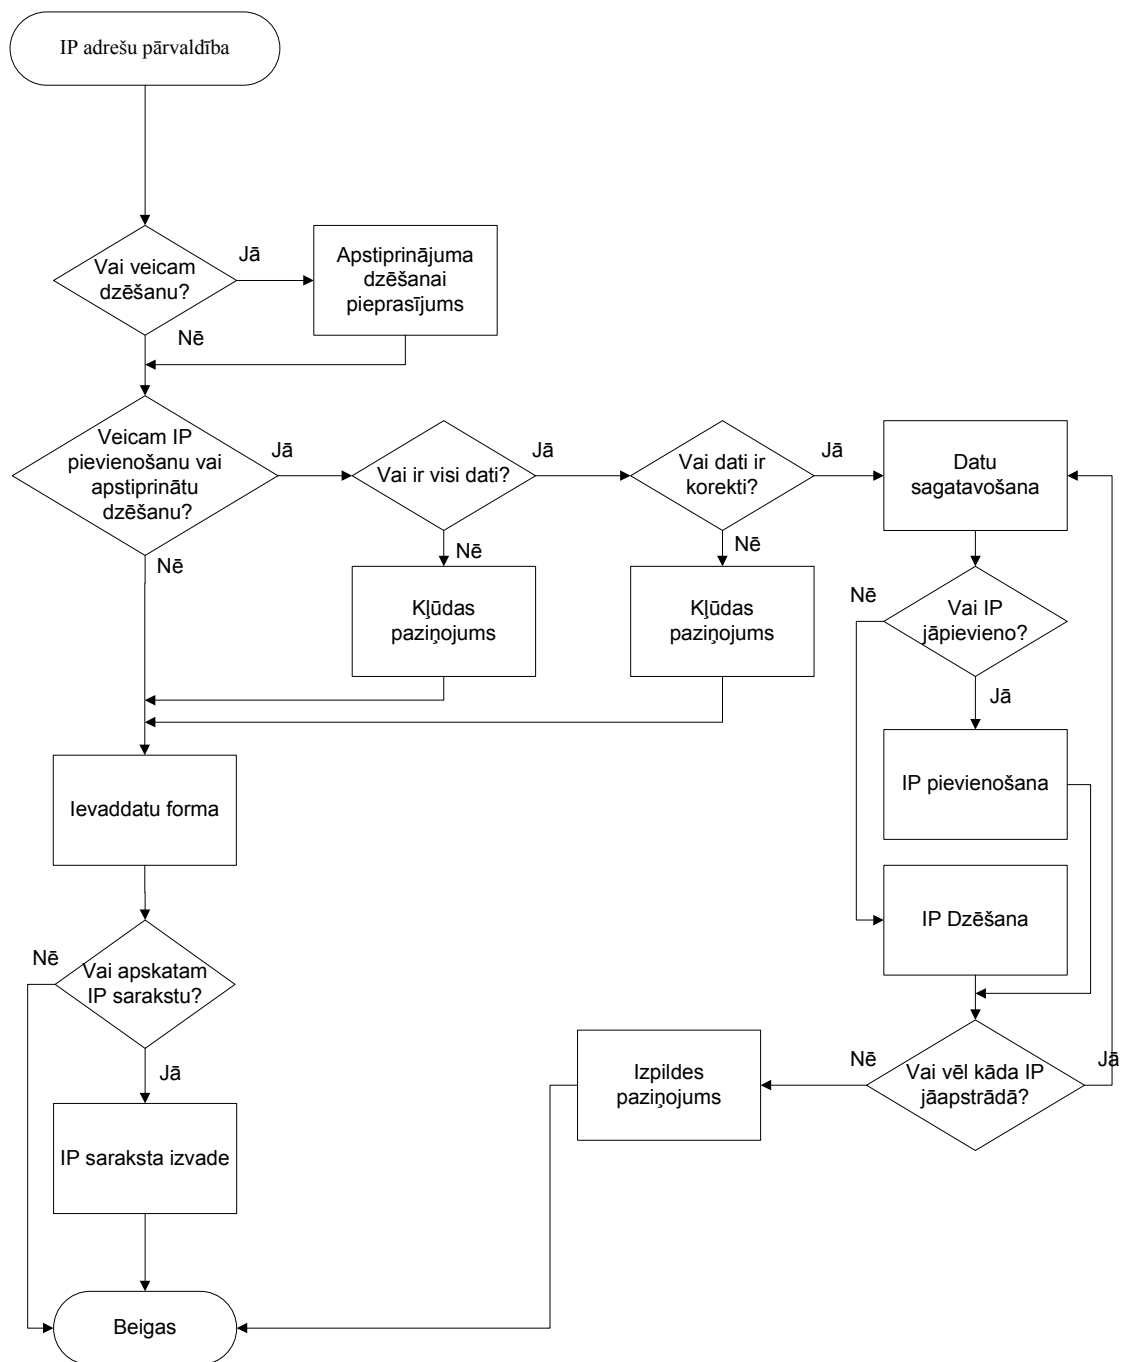 IP adrešu pārvaldība
Vai veicam
dzēšanu?
Jā
Nē
Apstiprinājuma
dzēšanai
pieprasījums
Veicam IP
pievienošanu vai
apstiprinātu
dzēšanu?
Jā
Nē
Vai ir visi dati?
Jā
Nē
Vai dati ir
korekti?
Jā
Nē
Datu
sagatavošana
Kļūdas
paziņojums
Kļūdas
paziņojums
Nē
Vai IP
jāpievieno?
Jā
IP pievienošana
Ievaddatu forma
IP Dzēšana
Nē
Vai apskatam
IP sarakstu?
Jā
Izpildes
paziņojums
Nē
Vai vēl kāda IP
jāapstrādā?
Jā
IP saraksta izvade
Beigas